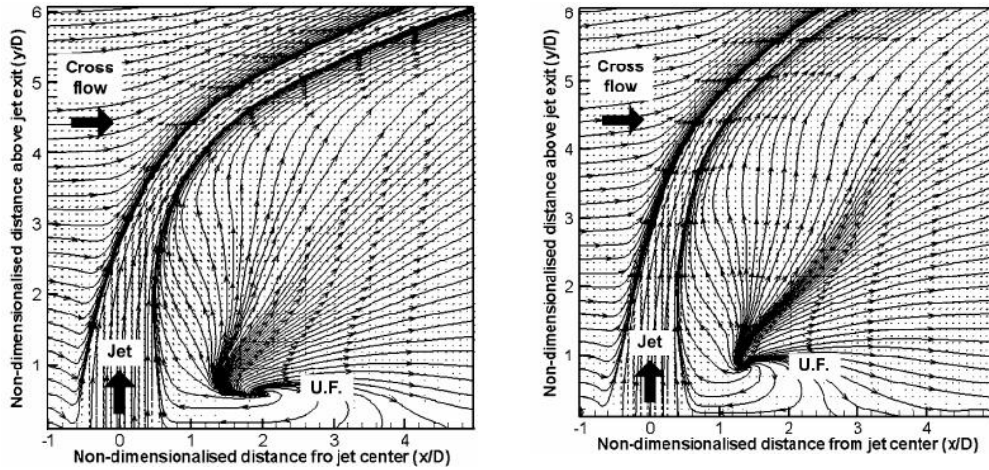 6
5
4
3
2
1
-1
0
1
2
3
4
Non-dimensionalised distance above jet exit (y/D)
Cross
flow
Jet
U.F.
Non-dimensionalised distance fro jet center (x/D)
6
5
4
3
2
1
-1
0
1
2
3
4
Non-dimensionalised distance above jet exit (y/D)
Cross
flow
Jet
U.F.
Non-dimensionalised distance from jet center (x/D)